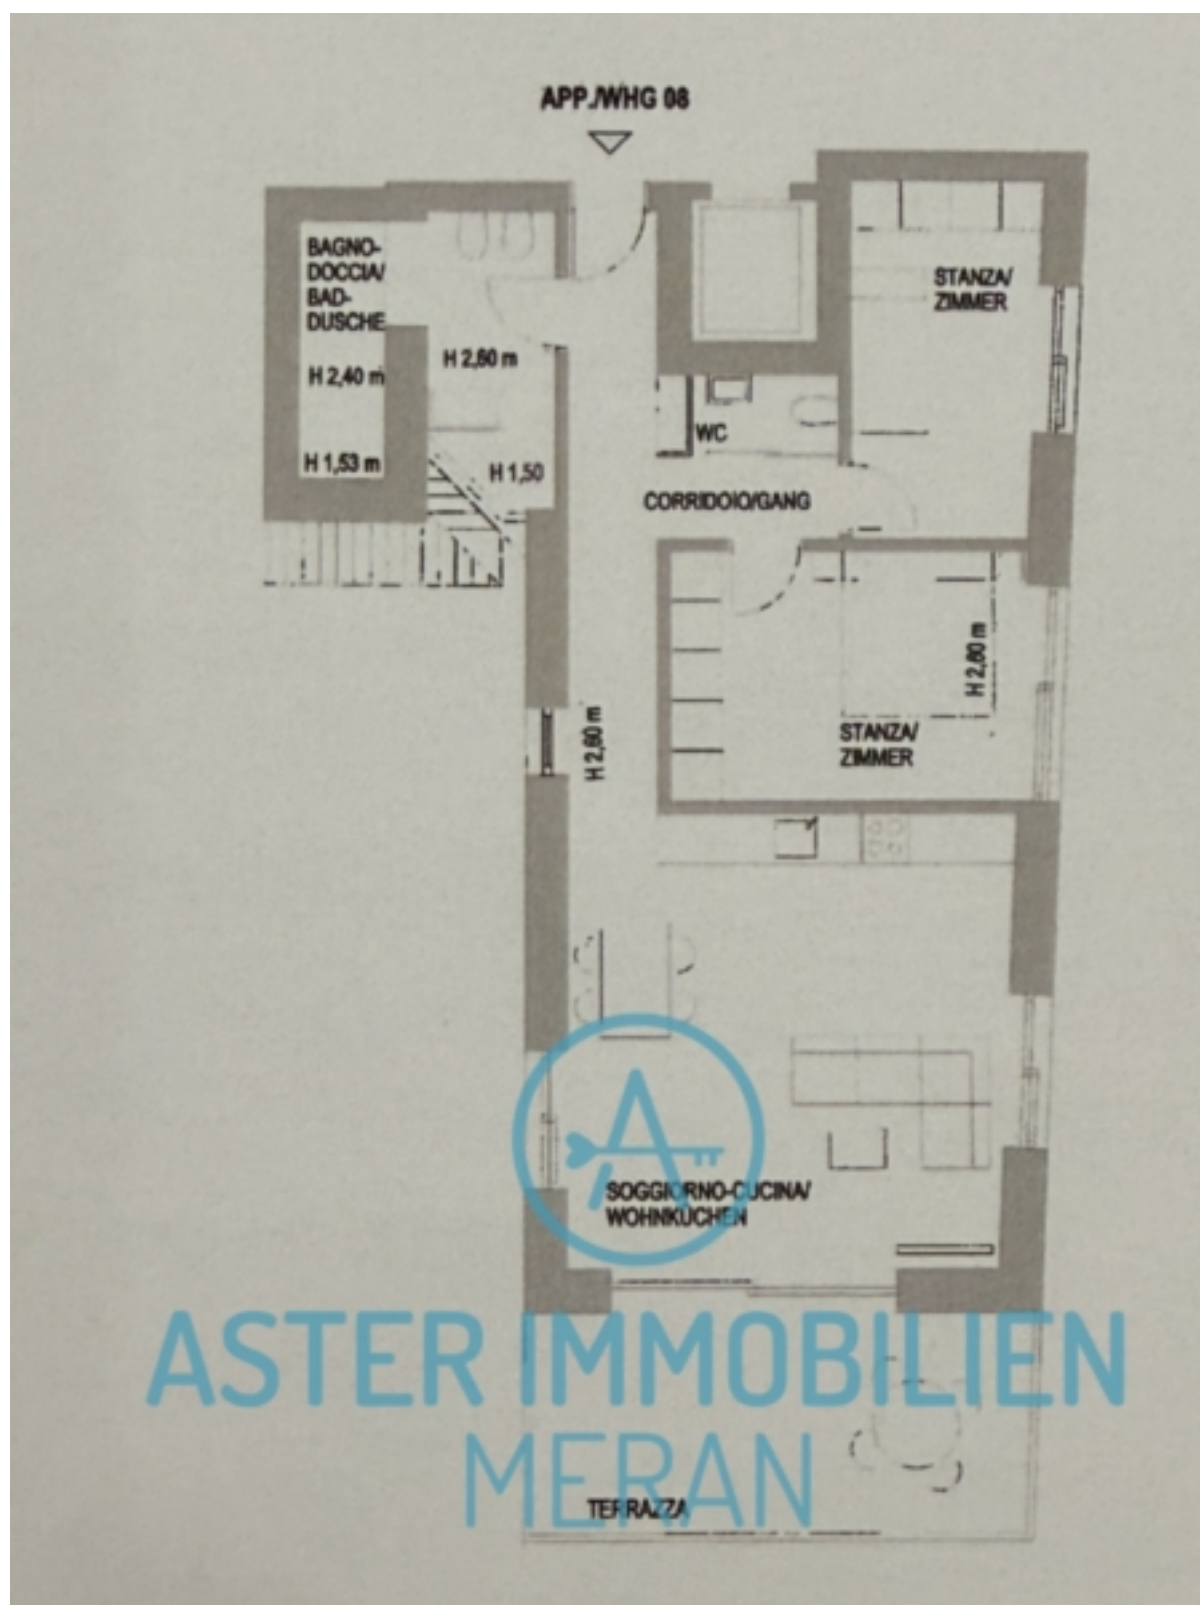 APP./WHG 08
BAGNO-
DOCCIA/
BAD-
DUSCHE
H 2,40 m
H 1,53 m
H 2,60 m
H 1,50
WC
STANZA/
ZIMMER
CORRIDOIO/GANG
H 2,60 m
STANZA/
ZIMMER
H 2,60 m
SOGGIORNO-CUCINA/
WOHNKÜCHEN
ASTER IMMOBILIEN
MERAN
TERRAZZA